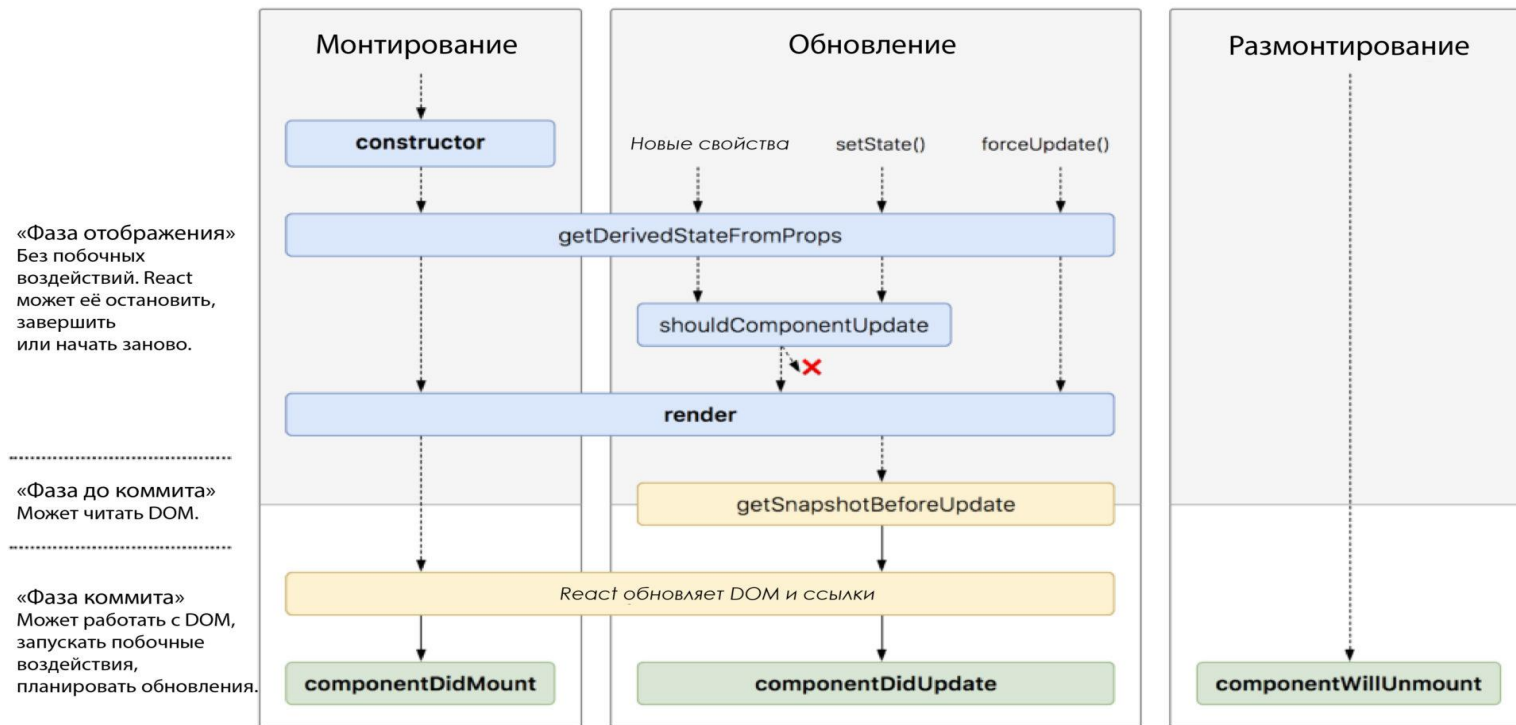 Монтирование
Обновление
Размонтирование
constructor
Новые свойства
setState()
forceUpdate()
«Фаза отображения»
Без побочных
воздействий. React
может её остановить,
завершить
или начать заново.
getDerivedStateFromProps
shouldComponentUpdate
render
«Фаза до коммита»
Может читать DOM.
getSnapshotBeforeUpdate
«Фаза коммита»
Может работать с DOM,
запускать побочные
воздействия,
планировать обновления.
React обновляет DOM и ссылки
componentDidMount
componentDidUpdate
componentWillUnmount